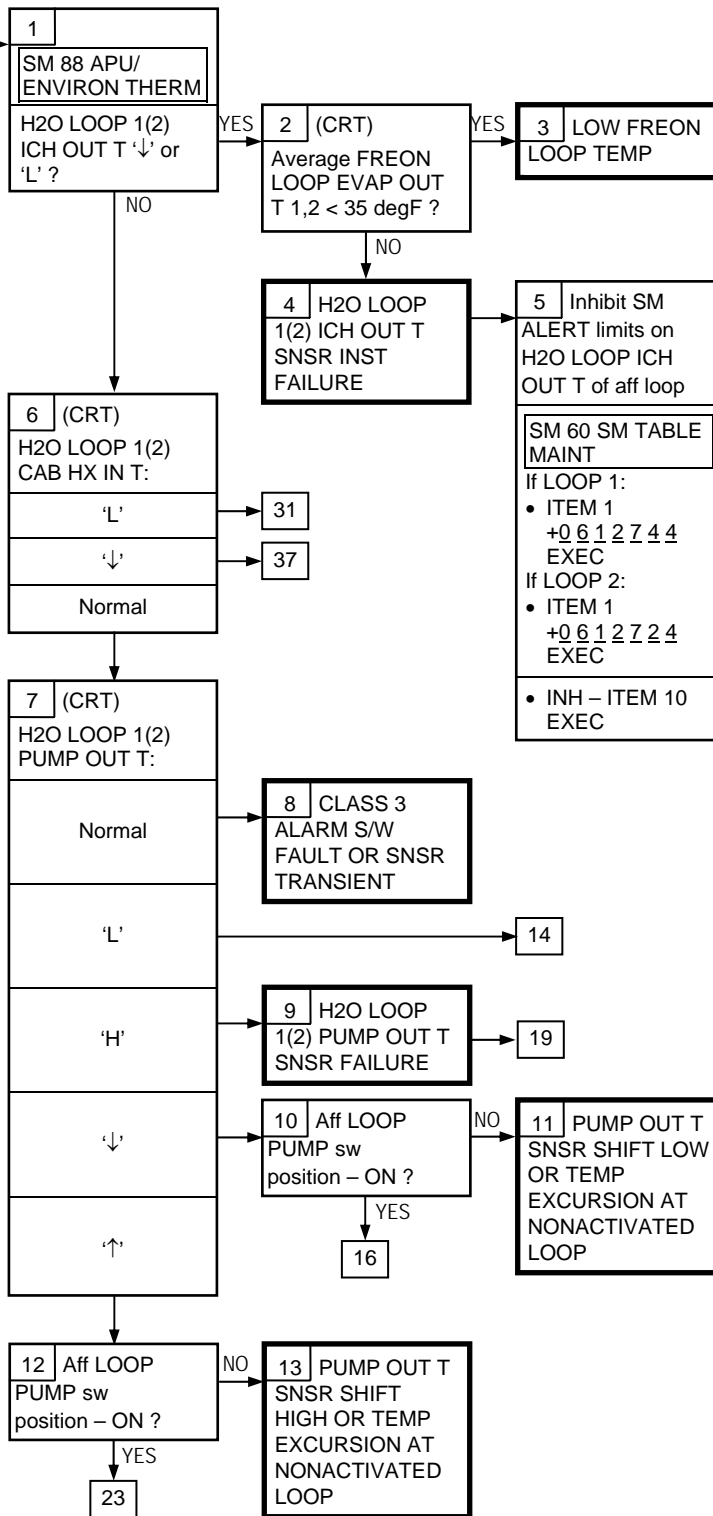 1
SM 88 APU/
ENVIRON THERM
H2O LOOP 1(2)
ICH OUT T '↓' or
'L' ?
YES
NO
2 (CRT)
Average FREON
LOOP EVAP OUT
T 1,2 < 35 degF ?
YES
NO
3 LOW FREON
LOOP TEMP
4 H2O LOOP
1(2) ICH OUT T
SNSR INST
FAILURE
5 Inhibit SM
ALERT limits on
H2O LOOP ICH
OUT T of aff loop
SM 60 SM TABLE
MAINT
If LOOP 1:
• ITEM 1
+0 6 1 2 7 4 4
EXEC
If LOOP 2:
• ITEM 1
+0 6 1 2 7 2 4
EXEC
• INH – ITEM 10
EXEC
6 (CRT)
H2O LOOP 1(2)
CAB HX IN T:
'L'
31
'↓'
37
Normal
7 (CRT)
H2O LOOP 1(2)
PUMP OUT T:
Normal
8 CLASS 3
ALARM S/W
FAULT OR SNSR
TRANSIENT
'L'
14
'H'
9 H2O LOOP
1(2) PUMP OUT T
SNSR FAILURE
19
'↓'
10 Aff LOOP
PUMP sw
position – ON ?
NO
YES
16
11 PUMP OUT T
SNSR SHIFT LOW
OR TEMP
EXCURSION AT
NONACTIVATED
LOOP
'↑'
12 Aff LOOP
PUMP sw
position – ON ?
NO
YES
23
13 PUMP OUT T
SNSR SHIFT
HIGH OR TEMP
EXCURSION AT
NONACTIVATED
LOOP